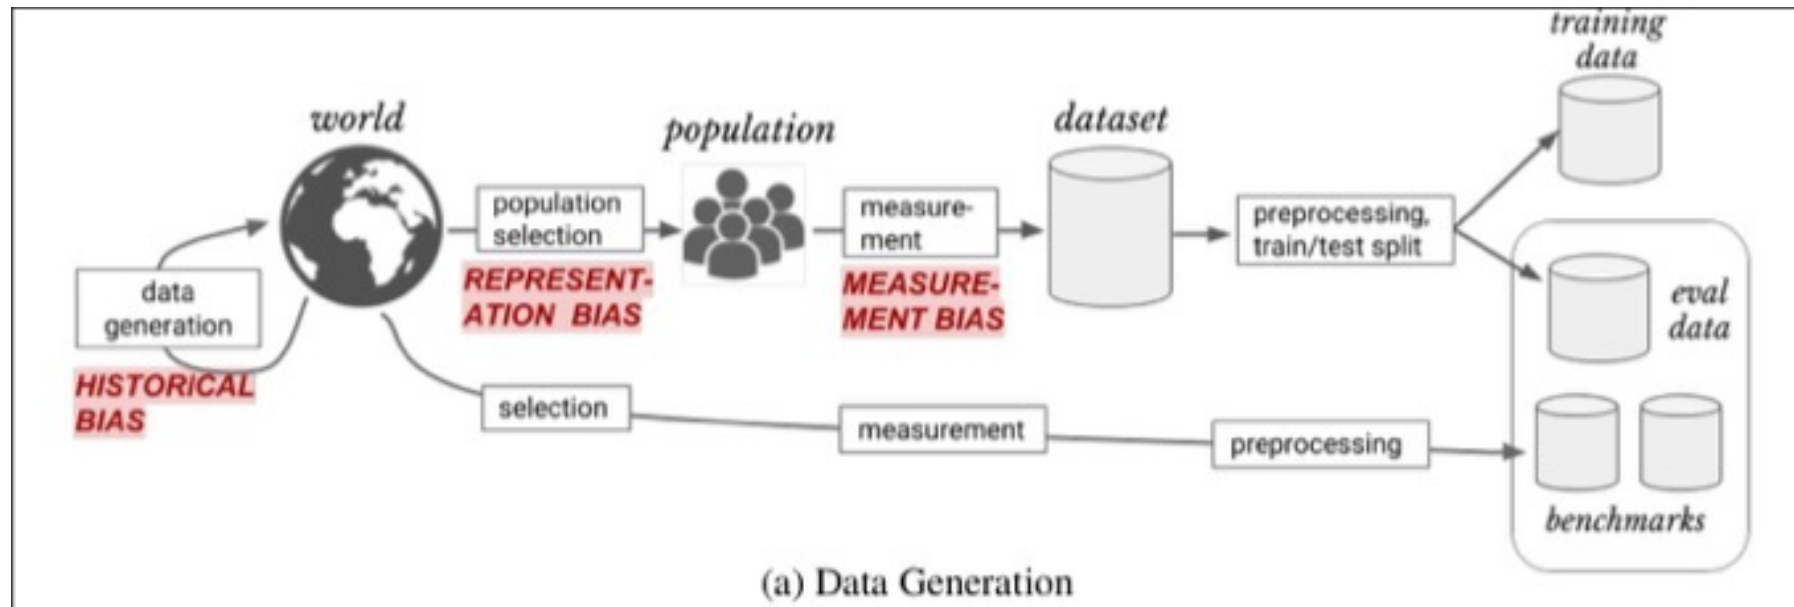 training
data
world
population
dataset
population
selection
measure-
ment
preprocessing,
train/test split
data
generation
REPRESENT-
ATION BIAS
MEASURE-
MENT BIAS
eval
data
HISTORICAL
BIAS
selection
measurement
preprocessing
benchmarks
(a) Data Generation